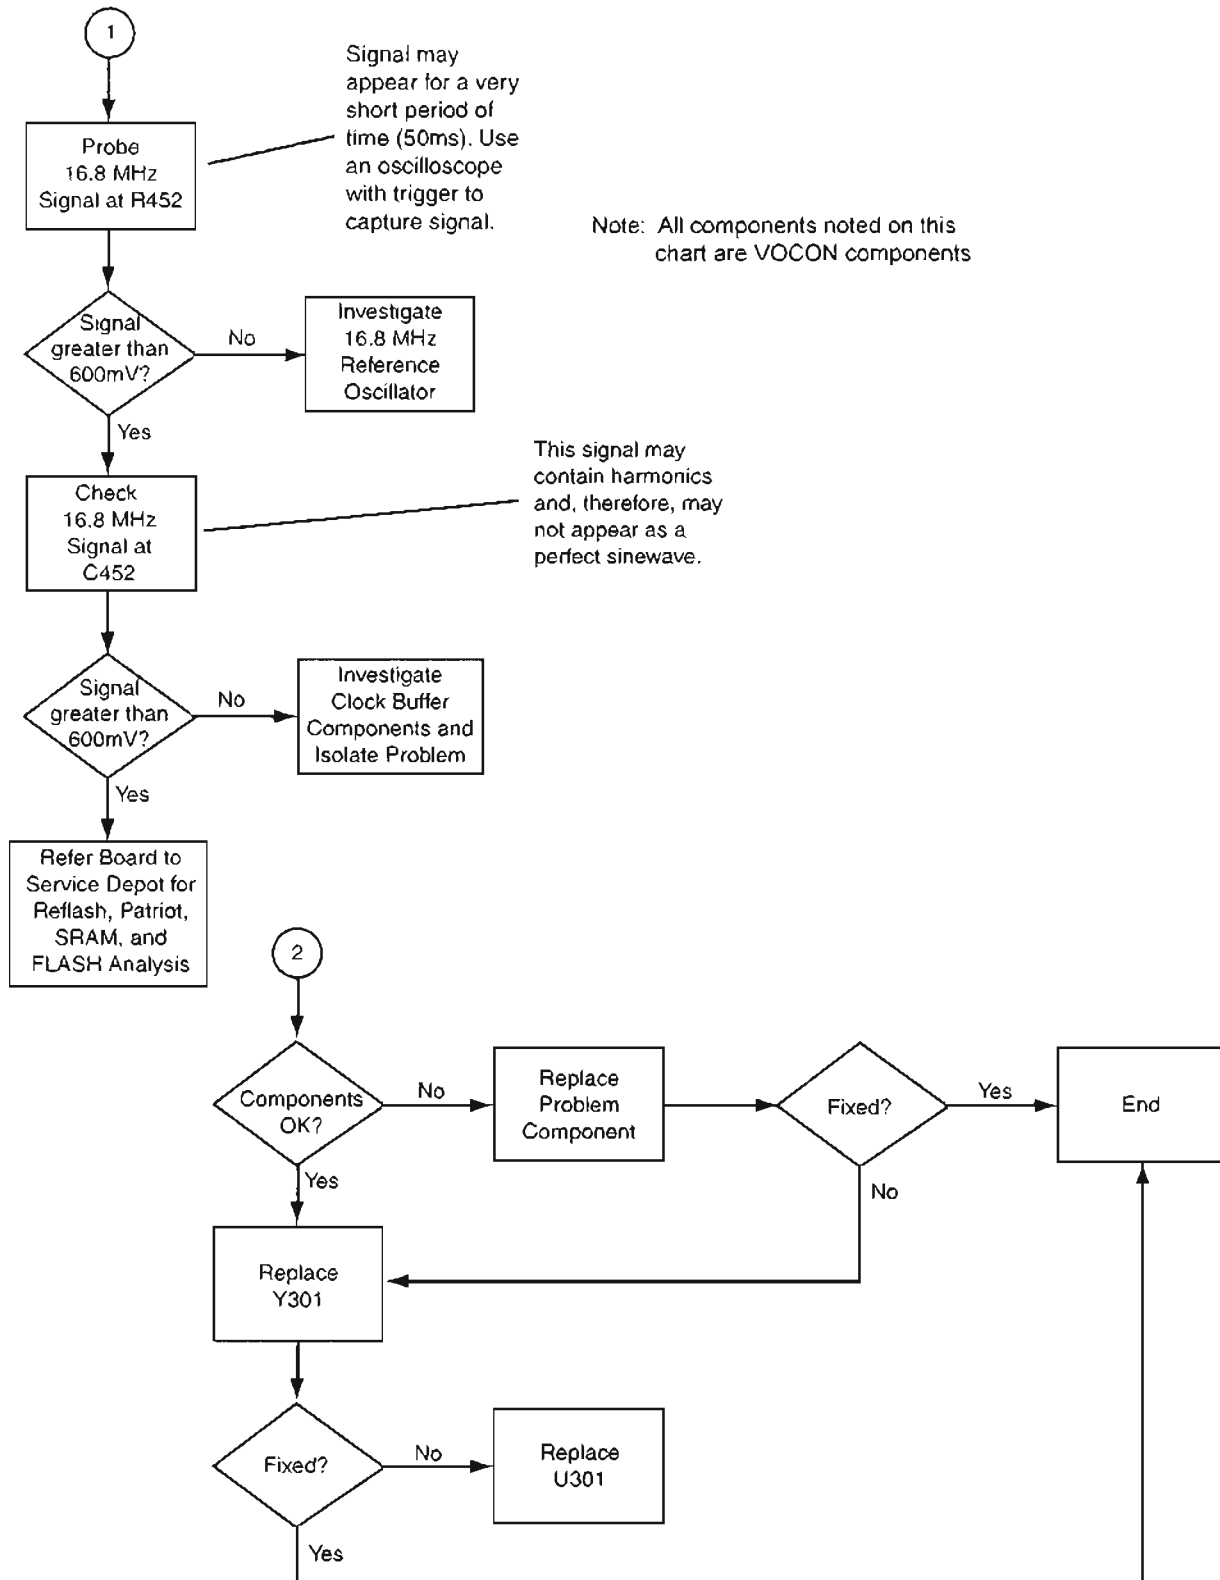 1
Signal may
appear for a very
short period of
time (50ms). Use
an oscilloscope
with trigger to
capture signal.
Probe
16.8 MHz
Signal at R452
Note: All components noted on this
chart are VOCON components
Signal
greater than
600mV?
No
Investigate
16.8 MHz
Reference
Oscillator
Yes
This signal may
contain harmonics
and, therefore, may
not appear as a
perfect sinewave.
Check
16.8 MHz
Signal at
C452
Signal
greater than
600mV?
No
Investigate
Clock Buffer
Components and
Isolate Problem
Yes
Refer Board to
Service Depot for
Reflash, Patriot,
SRAM, and
FLASH Analysis
2
Components
OK?
No
Replace
Problem
Component
Fixed?
Yes
End
Yes
No
Replace
Y301
Fixed?
No
Replace
U301
Yes